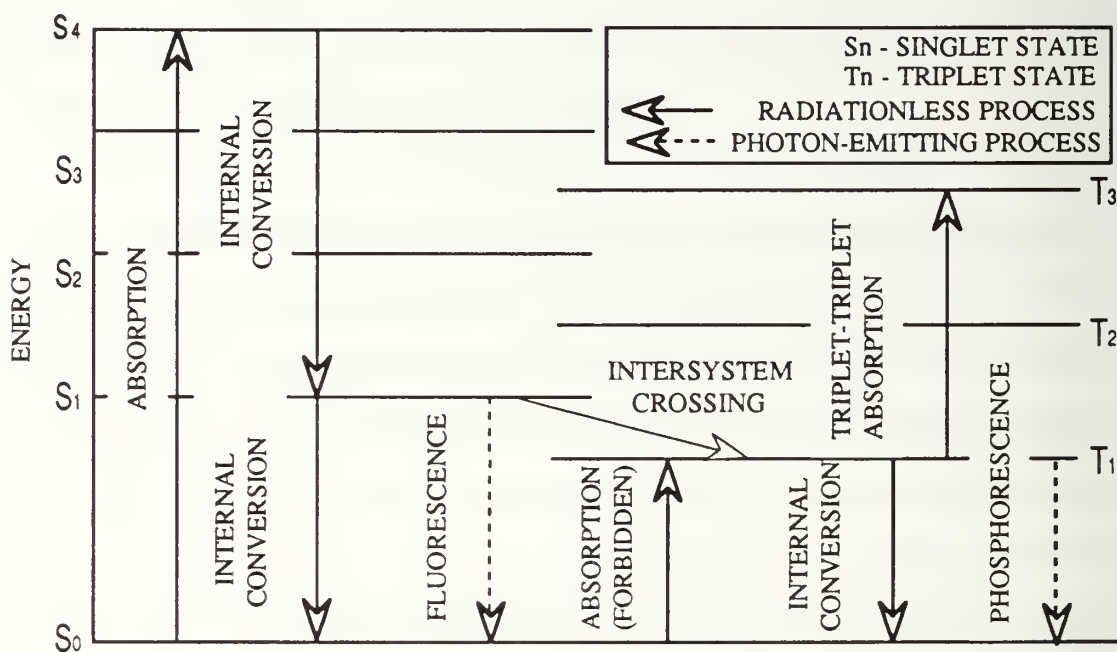 S4
Sn - SINGLET STATE
Tn - TRIPLET STATE
RADIATIONLESS PROCESS
PHOTON-EMITTING PROCESS
INTERNAL
CONVERSION
S3
T3
ENERGY
S2
ABSORPTION
TRIPLET-TRIPLET
ABSORPTION
T2
INTERSYSTEM
CROSSING
S1
T1
INTERNAL
CONVERSION
FLUORESCENCE
ABSORPTION
(FORBIDDEN)
INTERNAL
CONVERSION
PHOSPHORESCENCE
S0